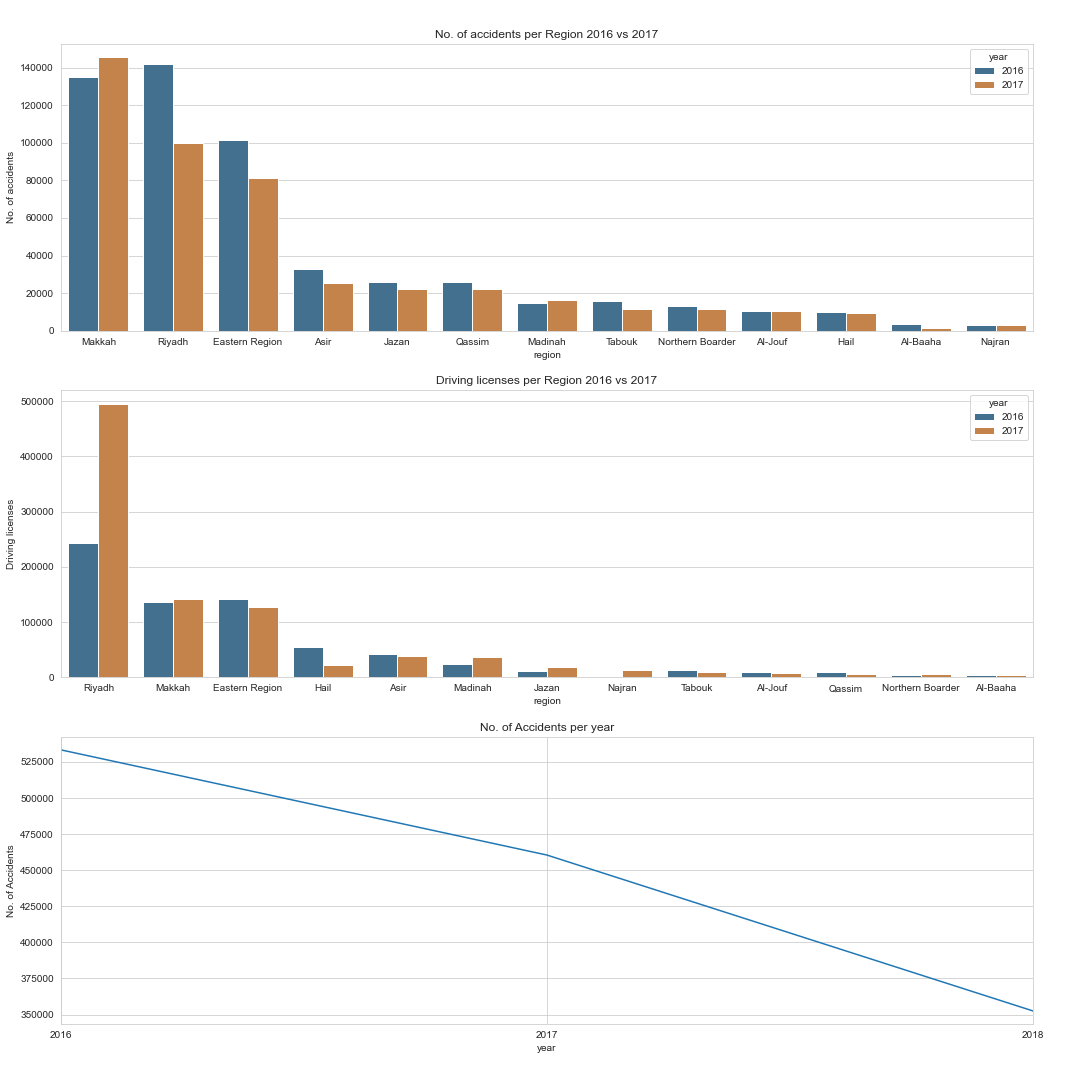 No. of accidents per Region 2016 vs 2017
No. of accidents
140000
120000
100000
80000
60000
40000
20000
0
year
2016
2017
Makkah Riyadh Eastern Region Asir Jazan Qassim Madinah Tabouk Northern Boarder Al-Jouf Hail Al-Baaha Najran
region
Driving licenses per Region 2016 vs 2017
Driving licenses
500000
400000
300000
200000
100000
0
year
2016
2017
Riyadh Makkah Eastern Region Hail Asir Madinah Jazan Najran Tabouk Al-Jouf Qassim Northern Boarder Al-Baaha
region
No. of Accidents per year
No. of Accidents
525000
500000
475000
450000
425000
400000
375000
350000
2016 2017 2018
year